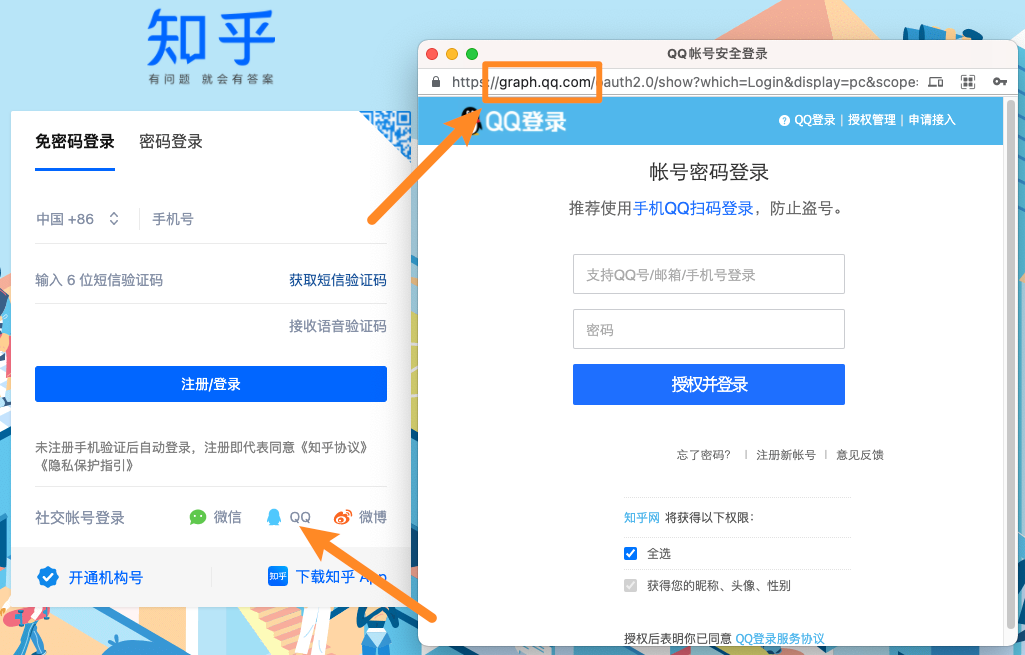 知乎
有问题 就会有答案
免密码登录 密码登录
中国 +86 手机号
输入 6 位短信验证码 获取短信验证码
接收语音验证码
注册/登录
未注册手机验证后自动登录，注册即代表同意《知乎协议》
《隐私保护指引》
社交帐号登录 微信 QQ 微博
开通机构号 知乎 下载知乎 App
QQ帐号安全登录
https://graph.qq.com/oauth2.0/show?which=Login&display=pc&scope:
QQ登录 ? QQ登录 | 授权管理 | 申请接入
帐号密码登录
推荐使用手机QQ扫码登录，防止盗号。
支持QQ号/邮箱/手机号登录
密码
授权并登录
忘了密码？ | 注册新帐号 | 意见反馈
知乎网 将获得以下权限：
全选
获得您的昵称、头像、性别
授权后表明你已同意 QQ登录服务协议